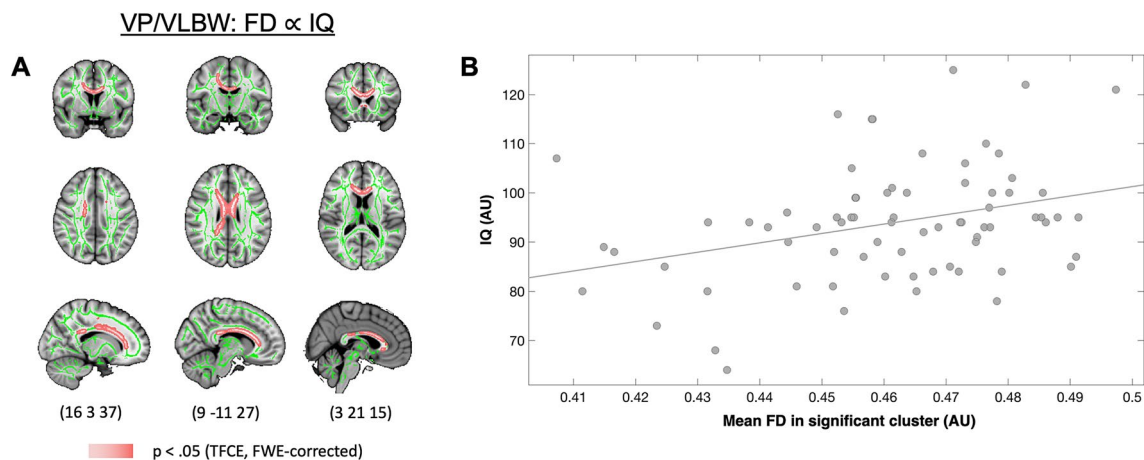 VP/VLBW: FD ∝ IQ
A
(16 3 37)
(9 -11 27)
(3 21 15)
p < .05 (TFCE, FWE-corrected)
B
IQ (AU)
120
110
100
90
80
70
0.41
0.42
0.43
0.44
0.45
0.46
0.47
0.48
0.49
0.5
Mean FD in significant cluster (AU)